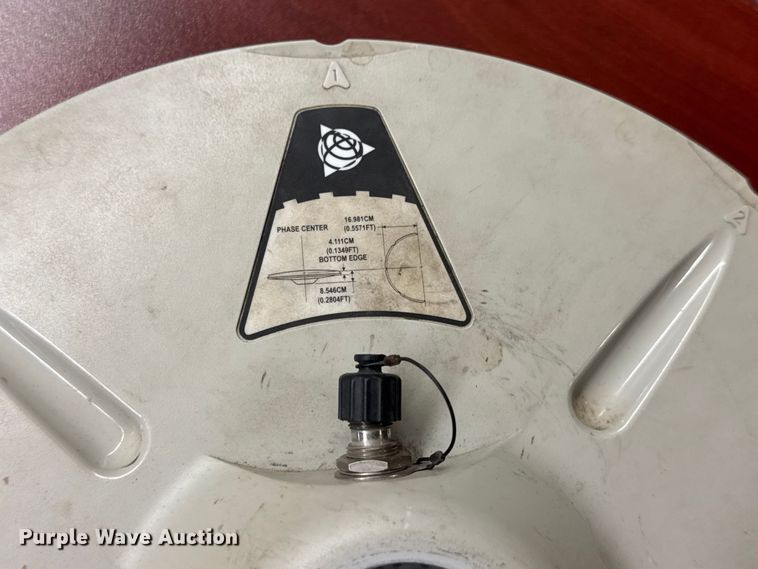 1
2
16.981CM
PHASE CENTER (0.5571FT)
4.111CM
(0.1349FT)
BOTTOM EDGE
8.546CM
(0.2804FT)
Purple Wave Auction